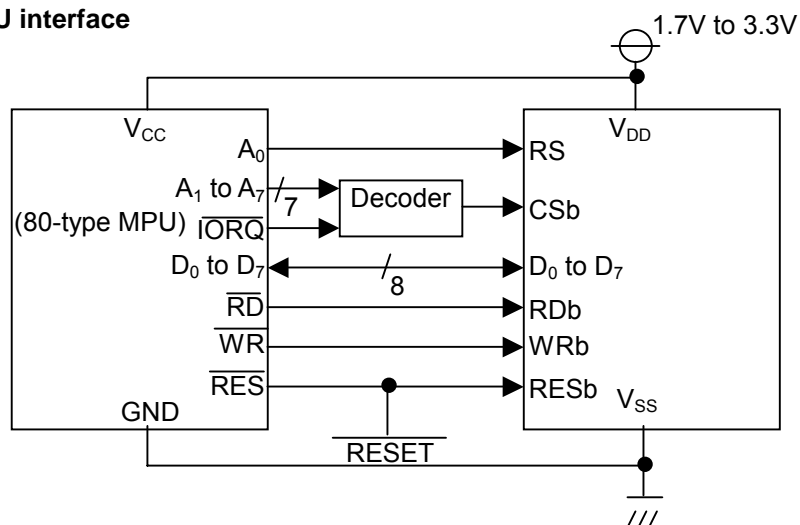 U interface
1.7V to 3.3V
VCC
VDD
A0
RS
A1 to A7
7
Decoder
CSb
(80-type MPU)
IORQ
D0 to D7
8
D0 to D7
RD
RDb
WR
WRb
RES
RESb
GND
VSS
RESET